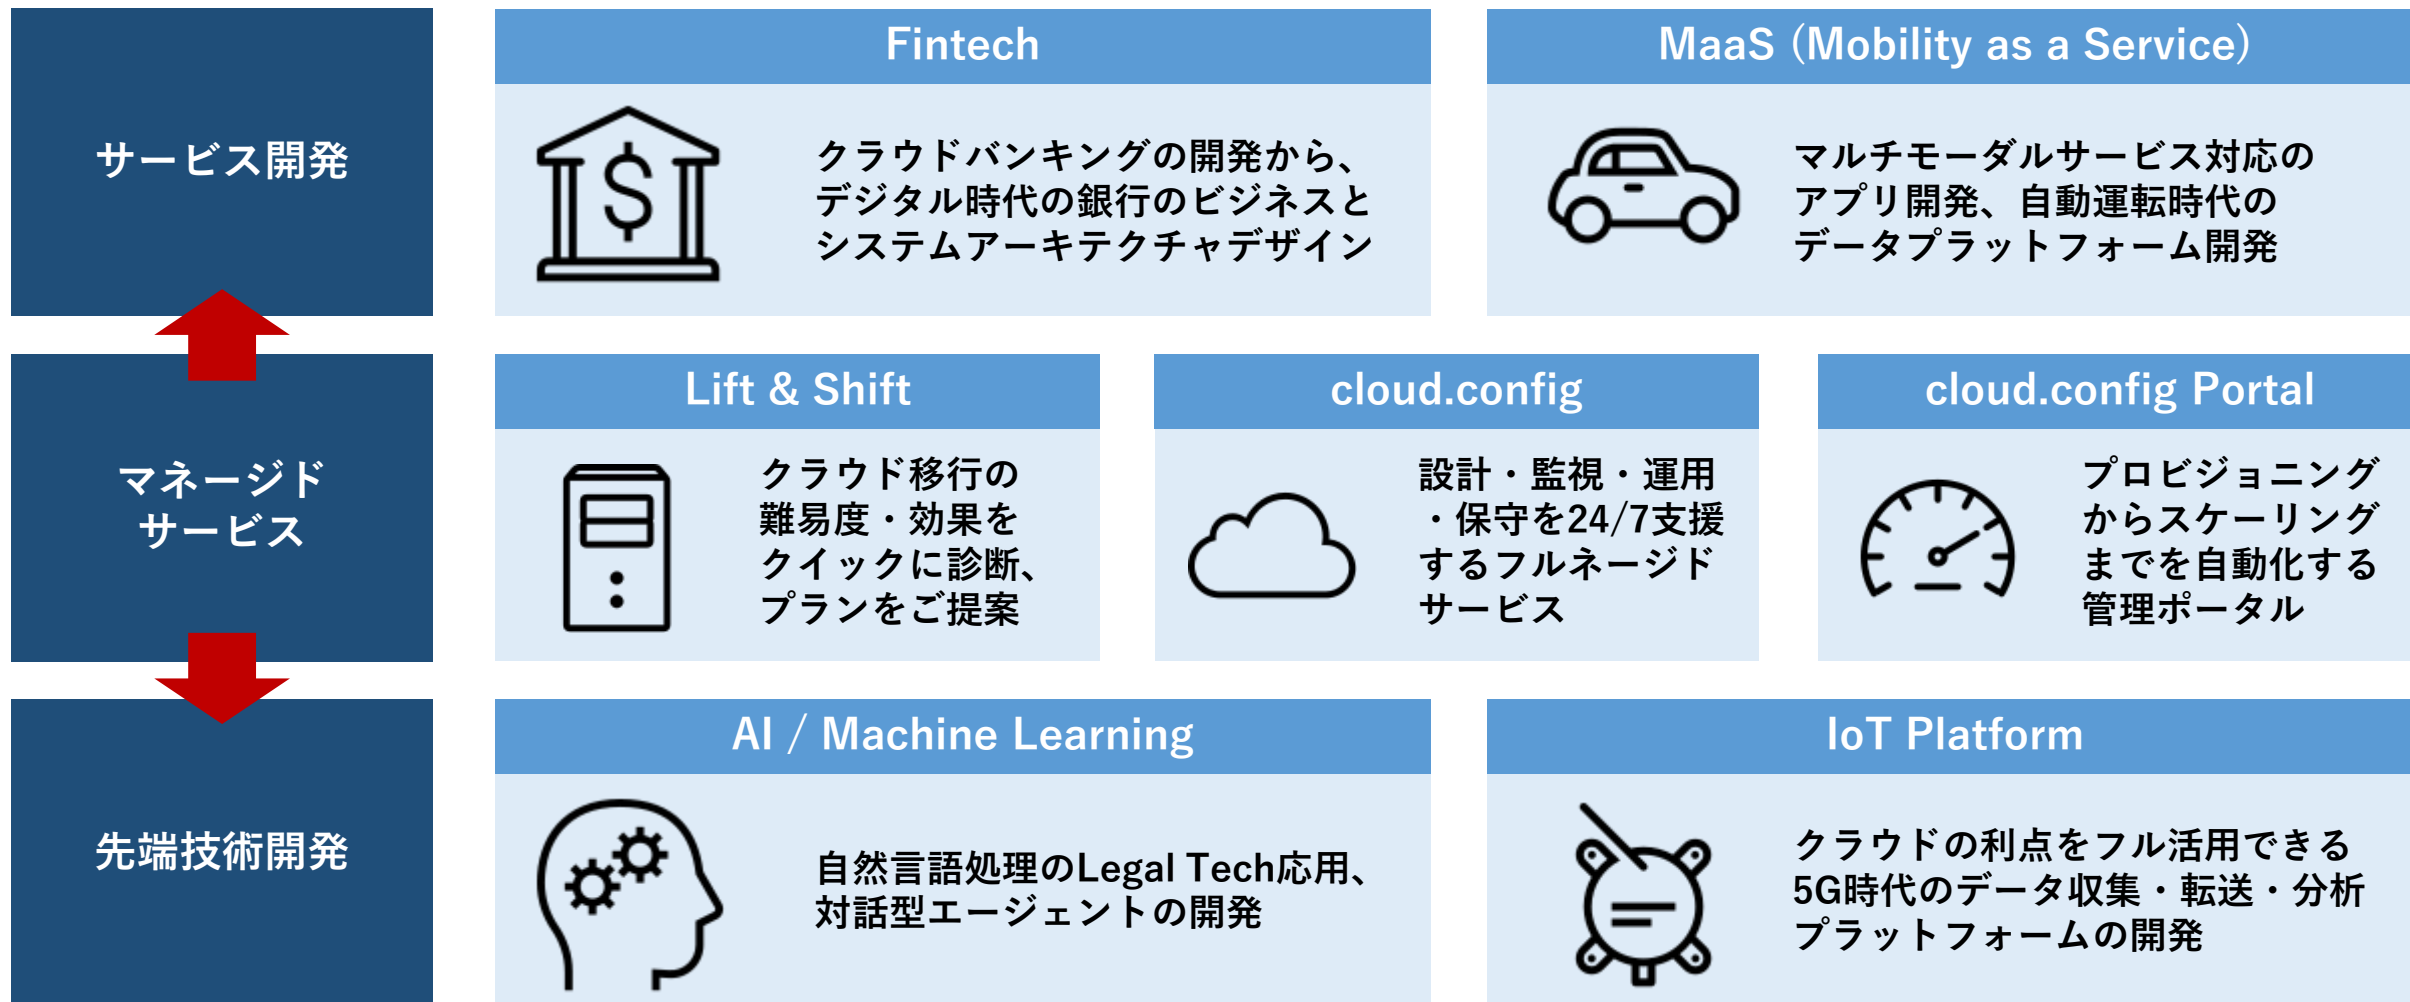 サービス開発
Fintech
クラウドバンキングの開発から、
デジタル時代の銀行のビジネスと
システムアーキテクチャデザイン
MaaS (Mobility as a Service)
マルチモーダルサービス対応の
アプリ開発、自動運転時代の
データプラットフォーム開発
マネージド
サービス
Lift & Shift
クラウド移行の
難易度・効果を
クイックに診断、
プランをご提案
cloud.config
設計・監視・運用
・保守を24/7支援
するフルネージド
サービス
cloud.config Portal
プロビジョニング
からスケーリング
までを自動化する
管理ポータル
先端技術開発
AI / Machine Learning
自然言語処理のLegal Tech応用、
対話型エージェントの開発
IoT Platform
クラウドの利点をフル活用できる
5G時代のデータ収集・転送・分析
プラットフォームの開発